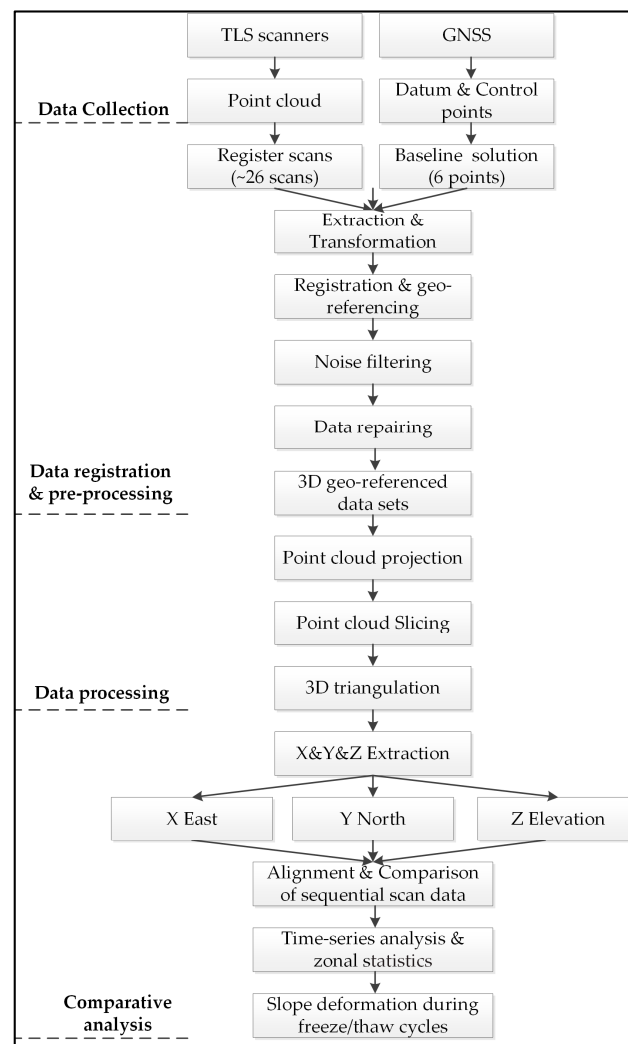 TLS scanners
GNSS
Data Collection
Point cloud
Datum & Control
points
Register scans
(~26 scans)
Baseline solution
(6 points)
Extraction &
Transformation
Registration & geo-
referencing
Noise filtering
Data repairing
Data registration
& pre-processing
3D geo-referenced
data sets
Point cloud projection
Point cloud Slicing
Data processing
3D triangulation
X&Y&Z Extraction
X East
Y North
Z Elevation
Alignment & Comparison
of sequential scan data
Time-series analysis &
zonal statistics
Comparative
analysis
Slope deformation during
freeze/thaw cycles